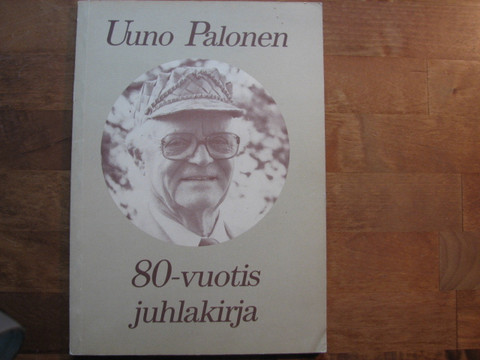 Uuno Palonen
80-vuotis
juhlakirja